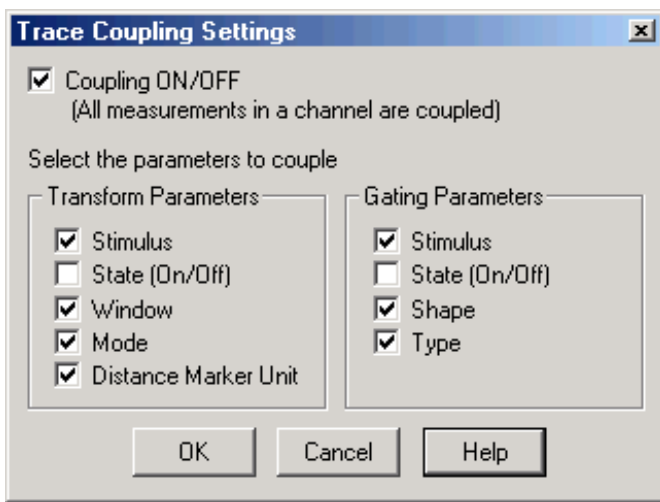 Trace Coupling Settings
Coupling ON/OFF
(All measurements in a channel are coupled)
Select the parameters to couple
Transform Parameters
Stimulus
State (On/Off)
Window
Mode
Distance Marker Unit
Gating Parameters
Stimulus
State (On/Off)
Shape
Type
OK
Cancel
Help